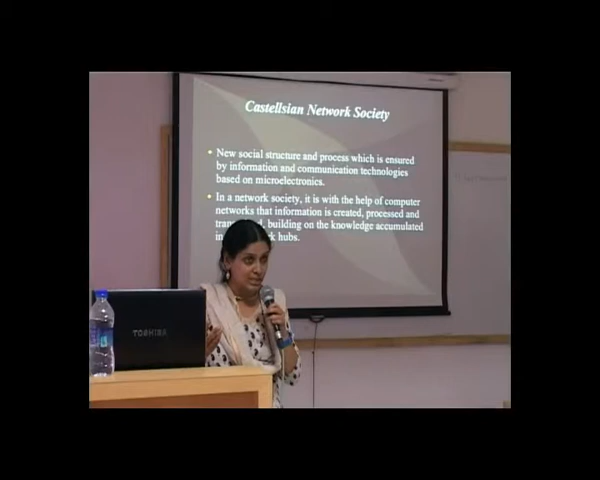 Castellsian Network Society
• New social structure and process which is ensured
by information and communication technologies
based on microelectronics.
• In a network society, it is with the help of computer
networks that information is created, processed and
building on the knowledge accumulated
hubs.
TOSHIBA